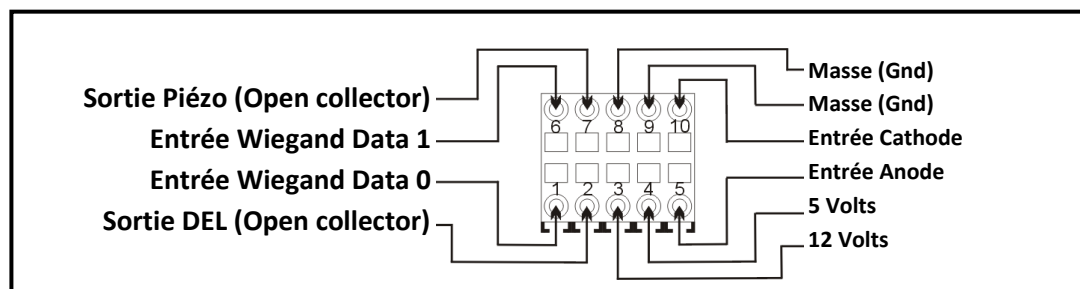 Sortie Piézo (Open collector)
Entrée Wiegand Data 1
Entrée Wiegand Data 0
Sortie DEL (Open collector)
6 7 8 9 10
1 2 3 4 5
Masse (Gnd)
Masse (Gnd)
Entrée Cathode
Entrée Anode
5 Volts
12 Volts